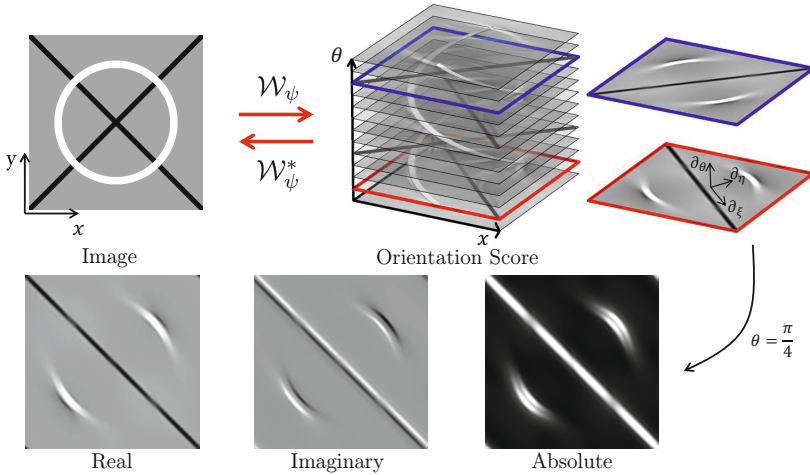 θ
𝒲_ψ
𝒲*_ψ
y
x
x
∂_θ
∂_η
∂_ξ
Image
Orientation Score
θ = π/4
Real
Imaginary
Absolute